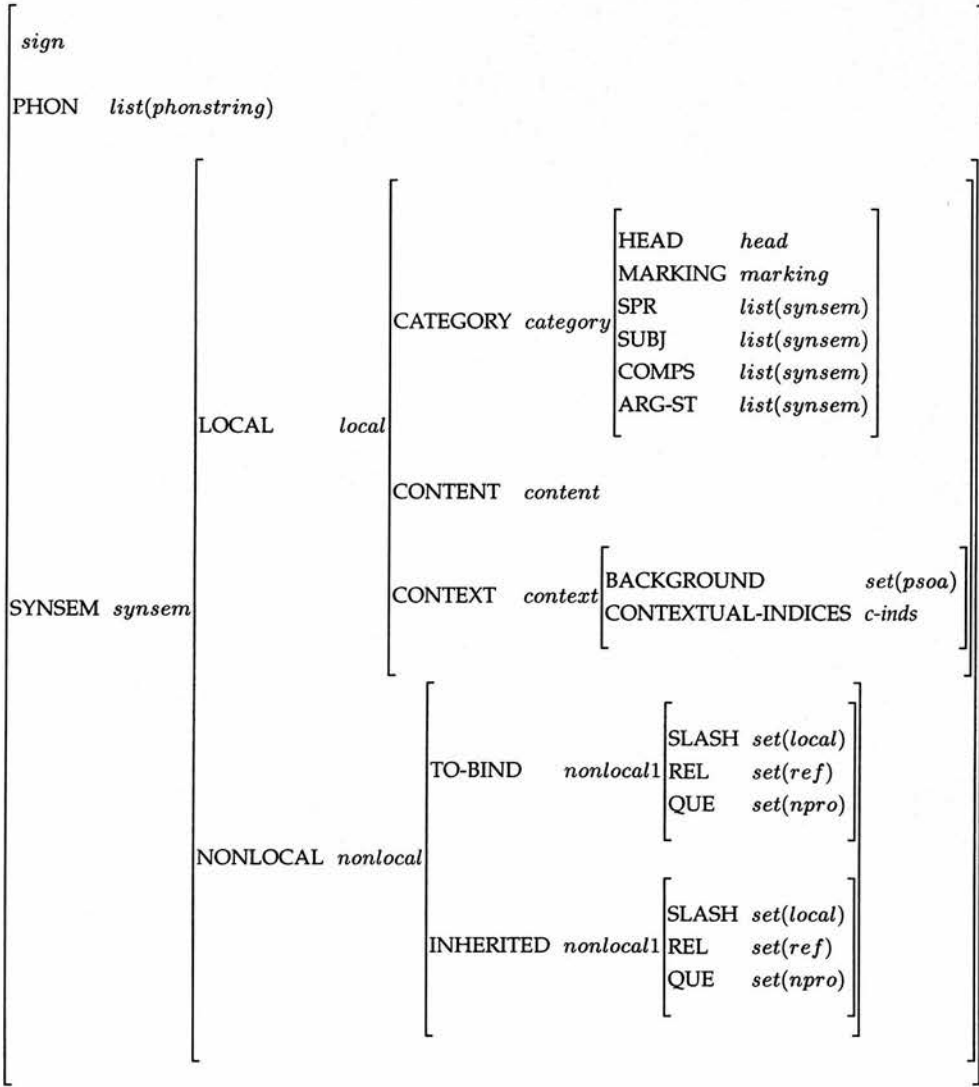 sign
PHON list(phonstring)
HEAD head
MARKING marking
SPR list(synsem)
CATEGORY category
SUBJ list(synsem)
COMPS list(synsem)
ARG-ST list(synsem)
LOCAL local
CONTENT content
BACKGROUND set(psoa)
CONTEXT context
CONTEXTUAL-INDICES c-inds
SYNSEM synsem
SLASH set(local)
TO-BIND nonlocal1 REL set(ref)
QUE set(npro)
NONLOCAL nonlocal
SLASH set(local)
INHERITED nonlocal1 REL set(ref)
QUE set(npro)